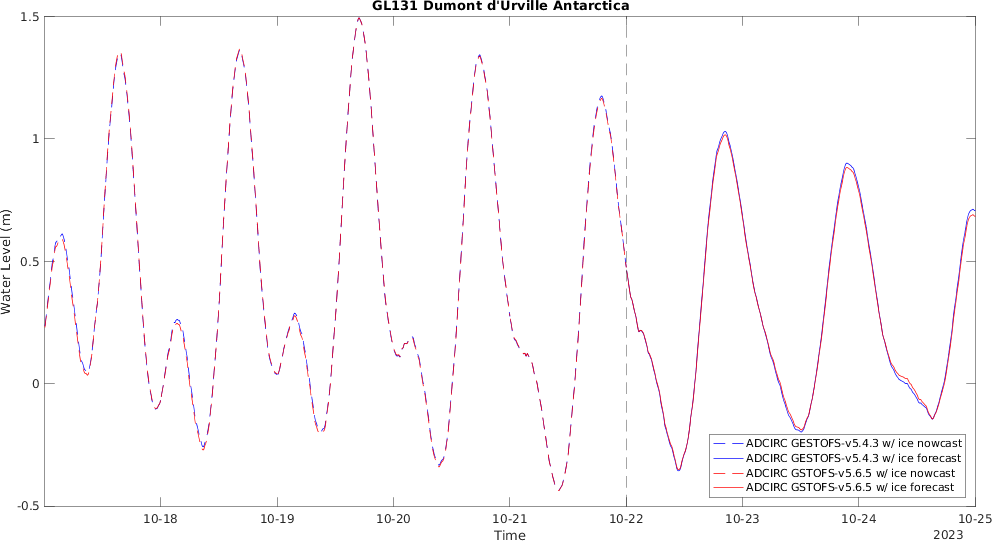 GL131 Dumont d'Urville Antarctica
1.5
1
0.5
0
-0.5
Water Level (m)
10-18
10-19
10-20
10-21
10-22
10-23
10-24
10-25
Time
2023
ADCIRC GESTOFS-v5.4.3 w/ ice nowcast
ADCIRC GESTOFS-v5.4.3 w/ ice forecast
ADCIRC GSTOFS-v5.6.5 w/ ice nowcast
ADCIRC GSTOFS-v5.6.5 w/ ice forecast